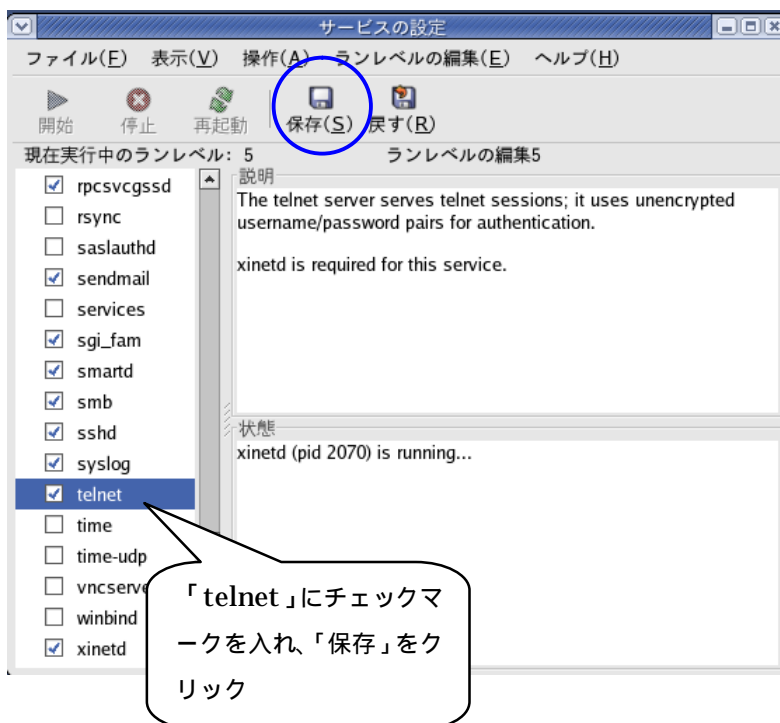 サービスの設定
ファイル(F) 表示(V) 操作(A) ランレベルの編集(E) ヘルプ(H)
開始 停止 再起動 保存(S) 戻す(R)
現在実行中のランレベル: 5 ランレベルの編集5
rpcsvcgssd
rsync
saslauthd
sendmail
services
sgi_fam
smartd
smb
sshd
syslog
telnet
time
time-udp
vncserve
winbind
xinetd
説明
The telnet server serves telnet sessions; it uses unencrypted
username/password pairs for authentication.
xinetd is required for this service.
状態
xinetd (pid 2070) is running...
「telnet」にチェックマ
ークを入れ、「保存」をク
リック